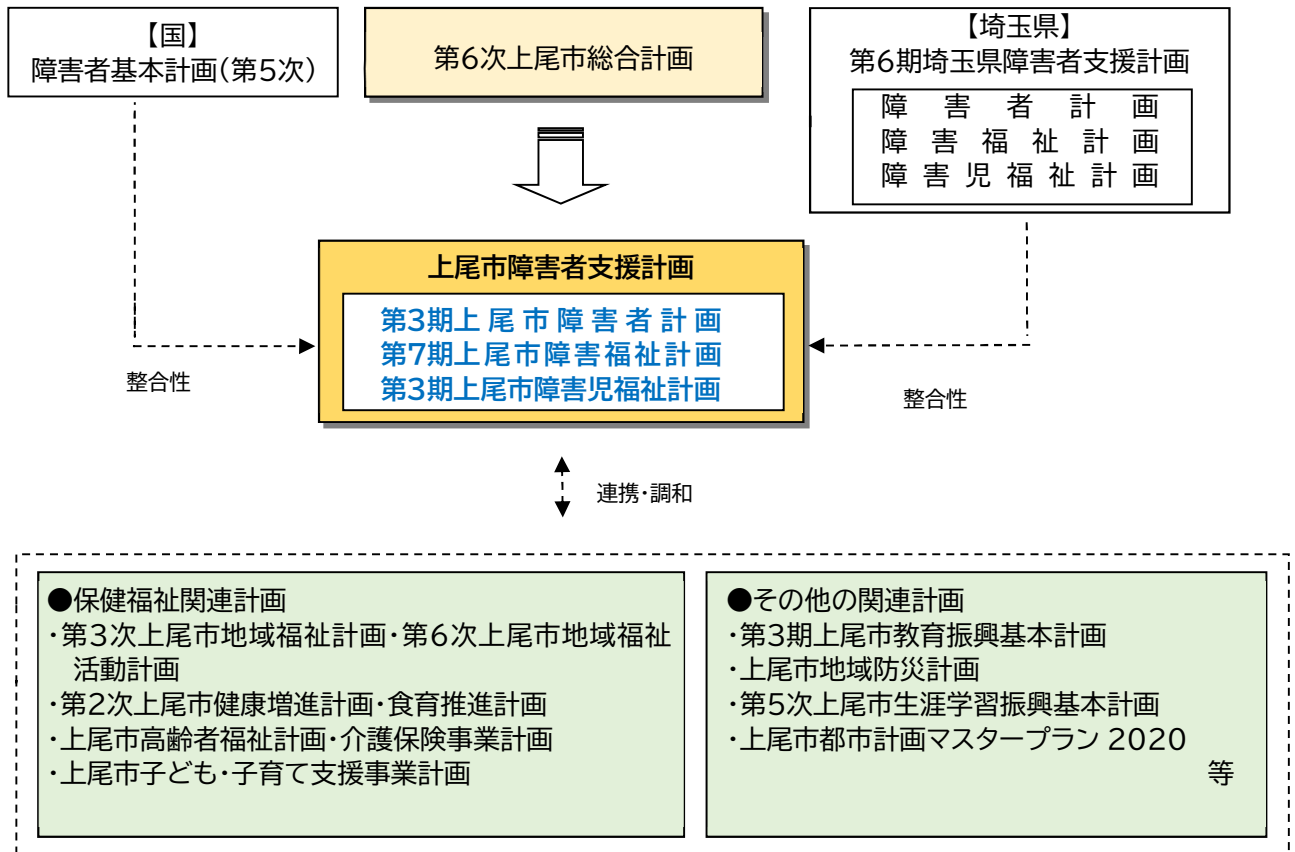 【国】
障害者基本計画(第5次)
第6次上尾市総合計画
【埼玉県】
第6期埼玉県障害者支援計画
障害者計画
障害福祉計画
障害児福祉計画
上尾市障害者支援計画
第3期上尾市障害者計画
第7期上尾市障害福祉計画
第3期上尾市障害児福祉計画
整合性
整合性
連携・調和
●保健福祉関連計画
・第3次上尾市地域福祉計画・第6次上尾市地域福祉
活動計画
・第2次上尾市健康増進計画・食育推進計画
・上尾市高齢者福祉計画・介護保険事業計画
・上尾市子ども・子育て支援事業計画
●その他の関連計画
・第3期上尾市教育振興基本計画
・上尾市地域防災計画
・第5次上尾市生涯学習振興基本計画
・上尾市都市計画マスタープラン 2020
等